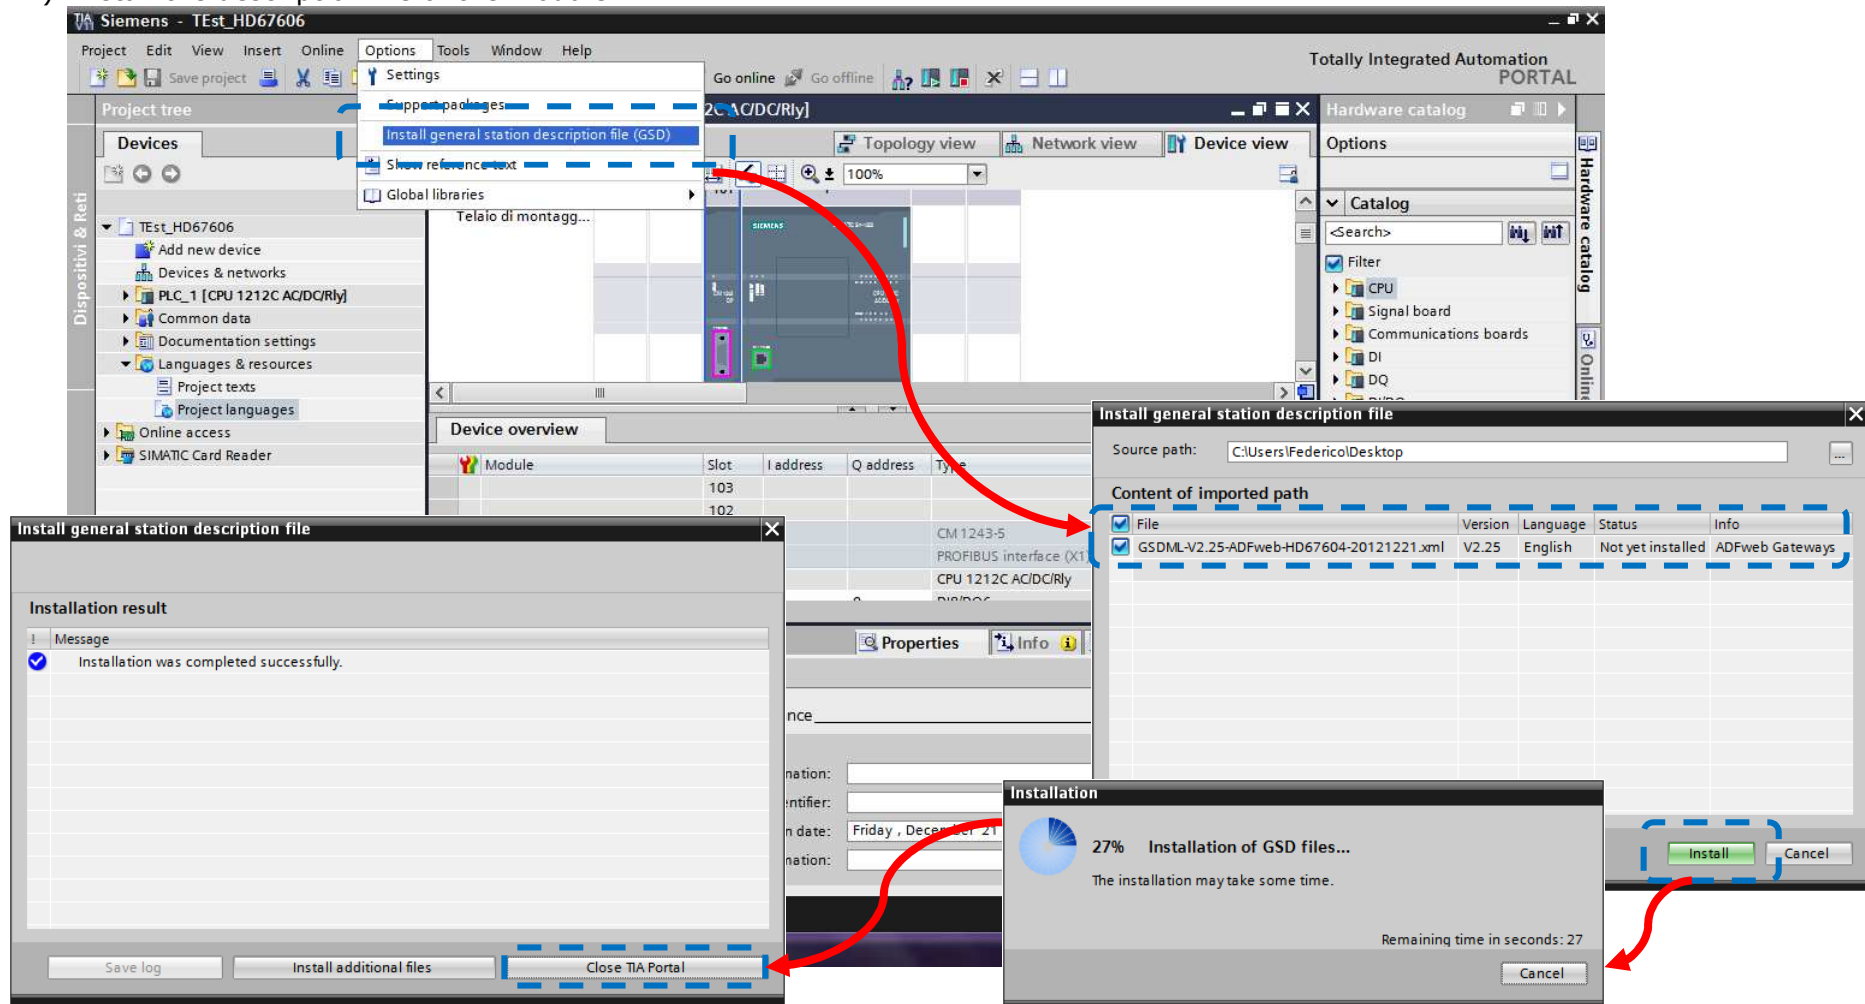 Siemens - TEst_HD67606
Project Edit View Insert Online Options Tools Window Help
Totally Integrated Automation
PORTAL
Save project
Go online
Go offline
Settings
Support packages
Install general station description file (GSD)
Show reference text
Global libraries
Project tree
2C AC/DC/Rly]
Hardware catalog
Devices
Topology view
Network view
Device view
Options
100%
Dispositivi & Reti
Telaio di montagg...
SIEMENS
TEst_HD67606
Add new device
Devices & networks
PLC_1 [CPU 1212C AC/DC/Rly]
Common data
Documentation settings
Languages & resources
Project texts
Project languages
Online access
SIMATIC Card Reader
Catalog
<Search>
Filter
CPU
Signal board
Communications boards
DI
DQ
Hardware catalog
Device overview
Module Slot I address Q address Type
103
102
CM 1243-5
PROFIBUS interface (X1)
CPU 1212C AC/DC/Rly
Properties
Info
nce
nation:
entifier:
n date: Friday , December 21
nation:
Install general station description file
Source path: C:\Users\Federico\Desktop
...
Content of imported path
File Version Language Status Info
GSDML-V2.25-ADFweb-HD67604-20121221.xml V2.25 English Not yet installed ADFweb Gateways
Install
Cancel
Installation
27% Installation of GSD files...
The installation may take some time.
Remaining time in seconds: 27
Cancel
Install general station description file
Installation result
! Message
Installation was completed successfully.
Save log
Install additional files
Close TIA Portal